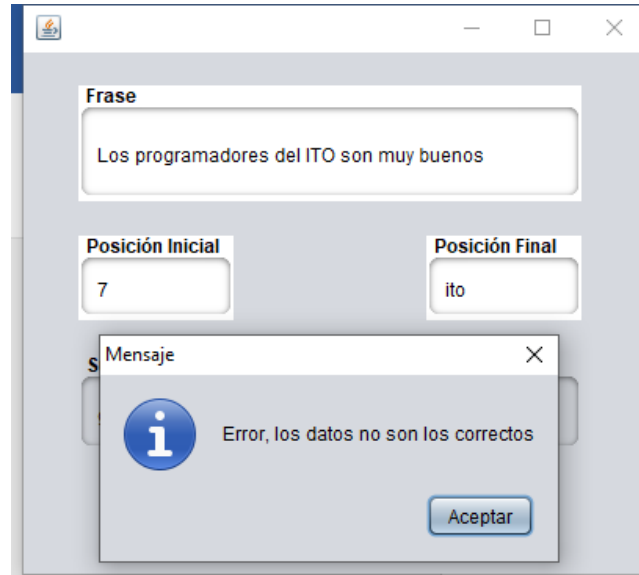 Frase
Los programadores del ITO son muy buenos
Posición Inicial
Posición Final
7
ito
Mensaje
Error, los datos no son los correctos
Aceptar